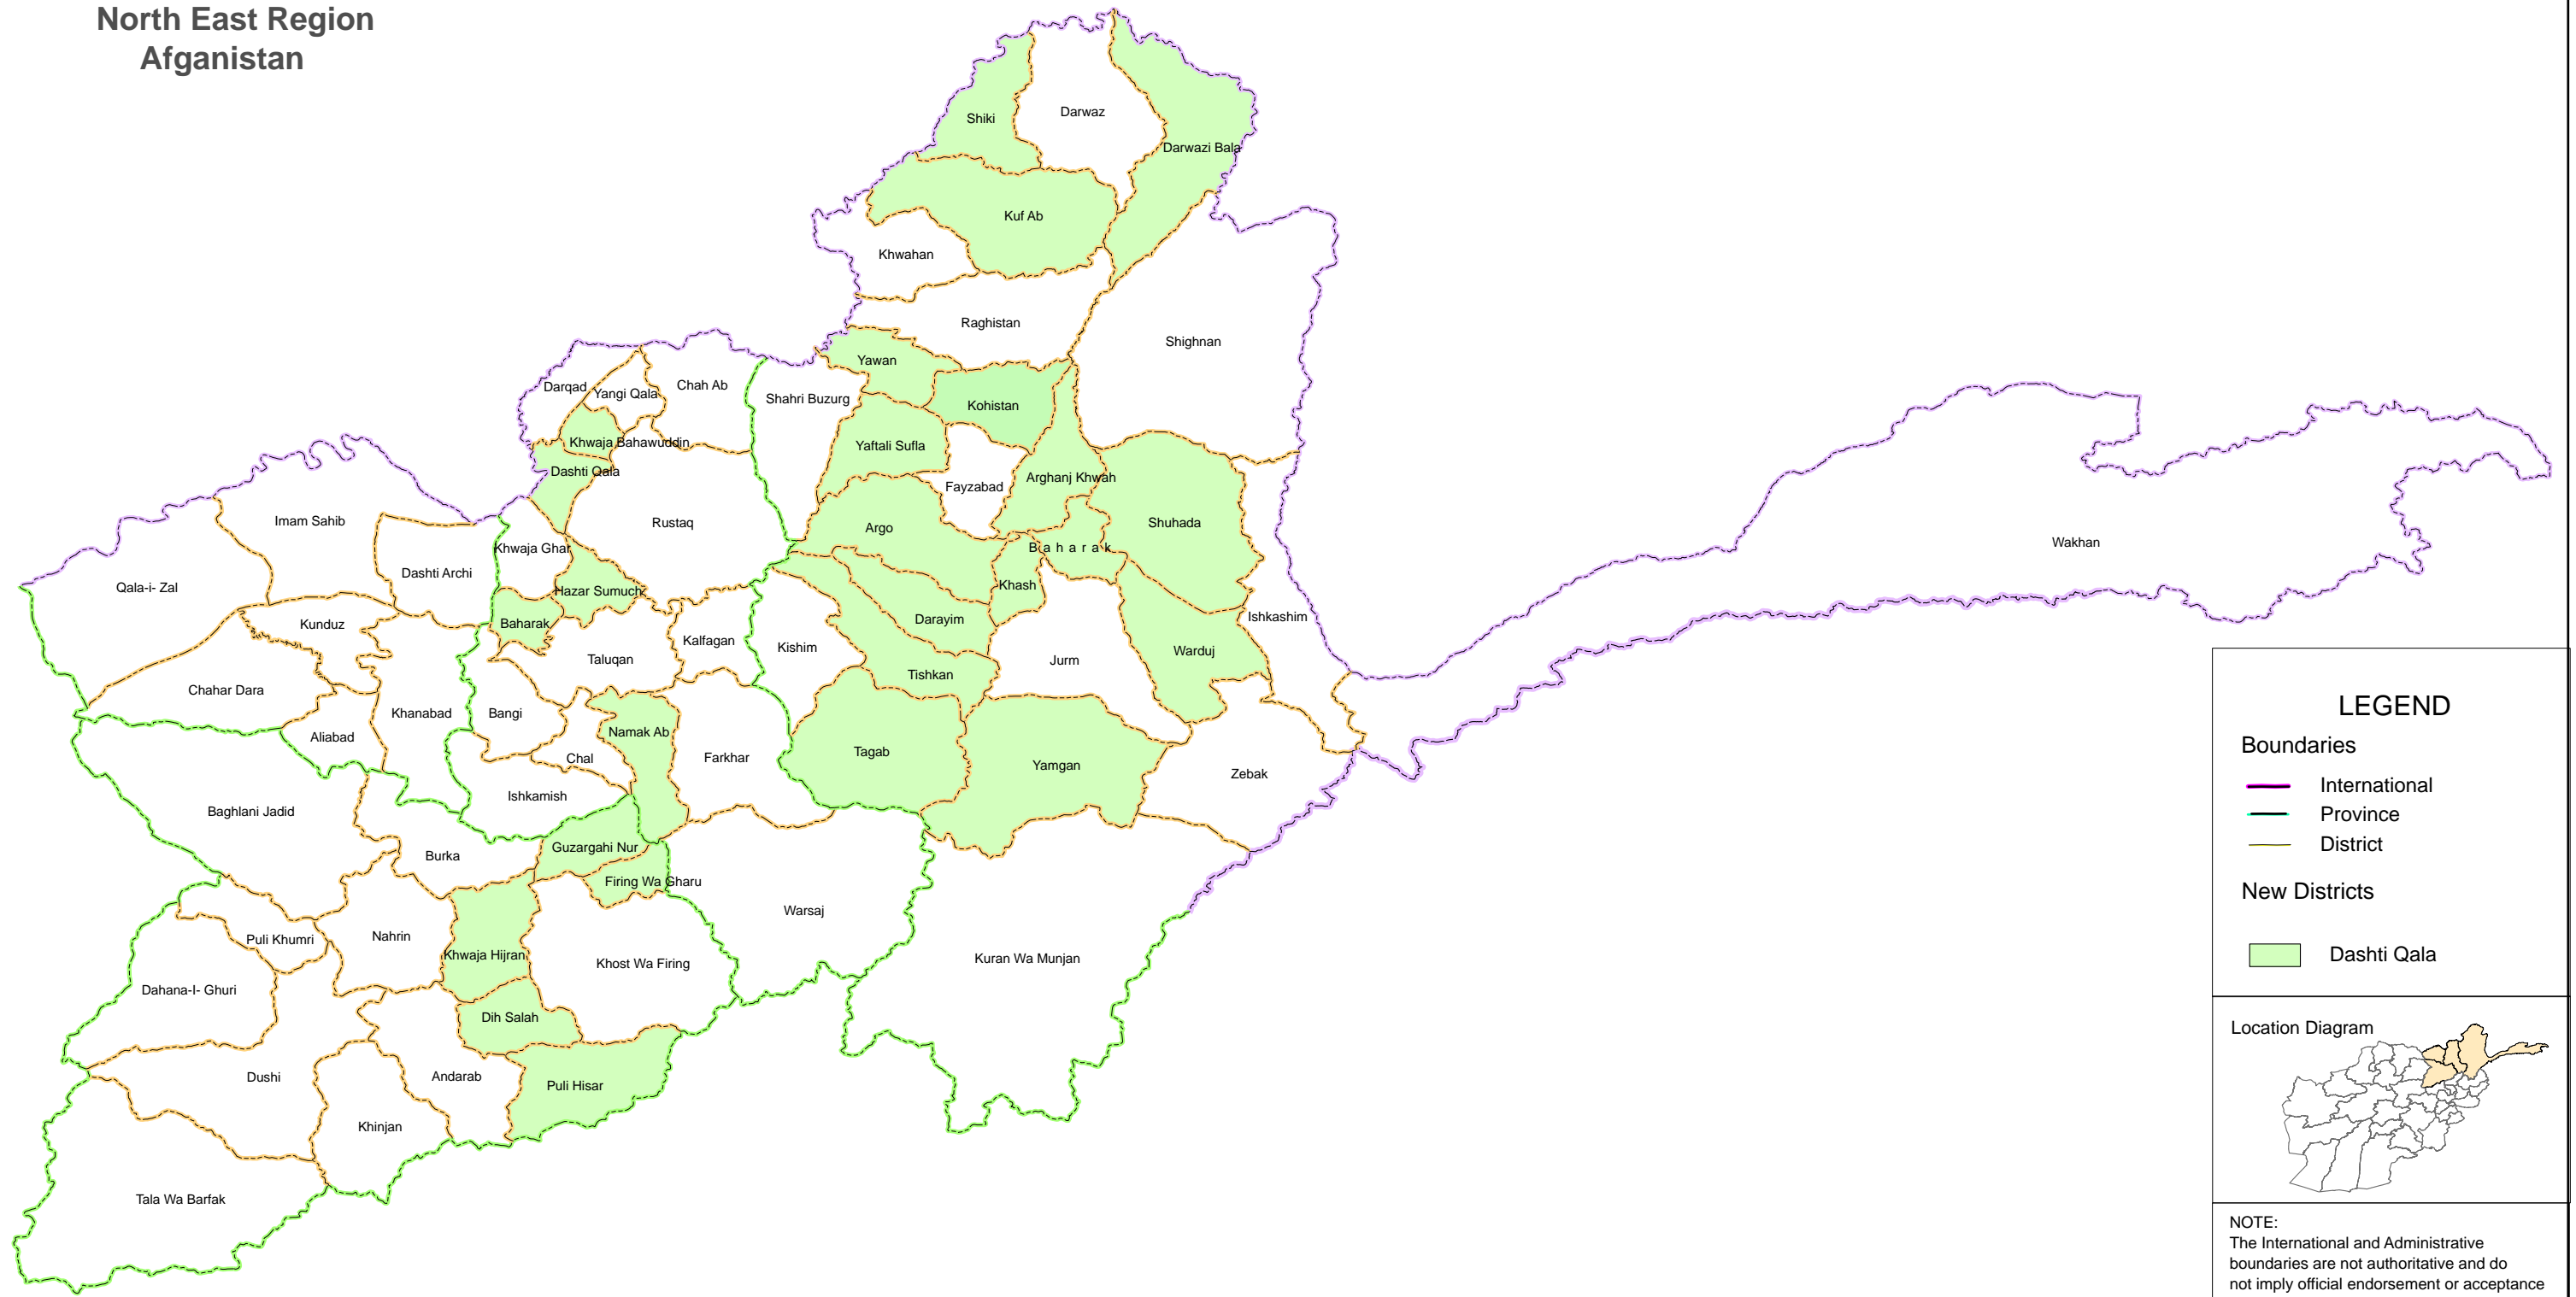 North East Region
Afganistan
Shiki
Darwaz
Darwazi Bala
Kuf Ab
Khwahan
Raghistan
Shighnan
Yawan
Darqad
Yangi Qala
Chah Ab
Shahri Buzurg
Kohistan
Khwaja Bahawuddin
Yaftali Sufla
Dashti Qala
Fayzabad
Arghanj Khwah
Imam Sahib
Rustaq
Argo
Shuhada
Wakhan
Khwaja Ghar
Baharak
Dashti Archi
Qala-i- Zal
Hazar Sumuch
Khash
Ishkashim
Kunduz
Baharak
Darayim
Kalfagan
Kishim
Taluqan
Jurm
Warduj
Chahar Dara
Tishkan
Khanabad
Bangi
Namak Ab
Aliabad
Chal
Farkhar
Tagab
Yamgan
Zebak
Ishkamish
Baghlani Jadid
Burka
Guzargahi Nur
Firing Wa Gharu
Warsaj
Puli Khumri
Nahrin
Khwaja Hijran
Khost Wa Firing
Kuran Wa Munjan
Dahana-I- Ghuri
Dih Salah
Dushi
Andarab
Puli Hisar
Khinjan
Tala Wa Barfak
LEGEND
Boundaries
International
Province
District
New Districts
Dashti Qala
Location Diagram
NOTE:
The International and Administrative
boundaries are not authoritative and do
not imply official endorsement or acceptance